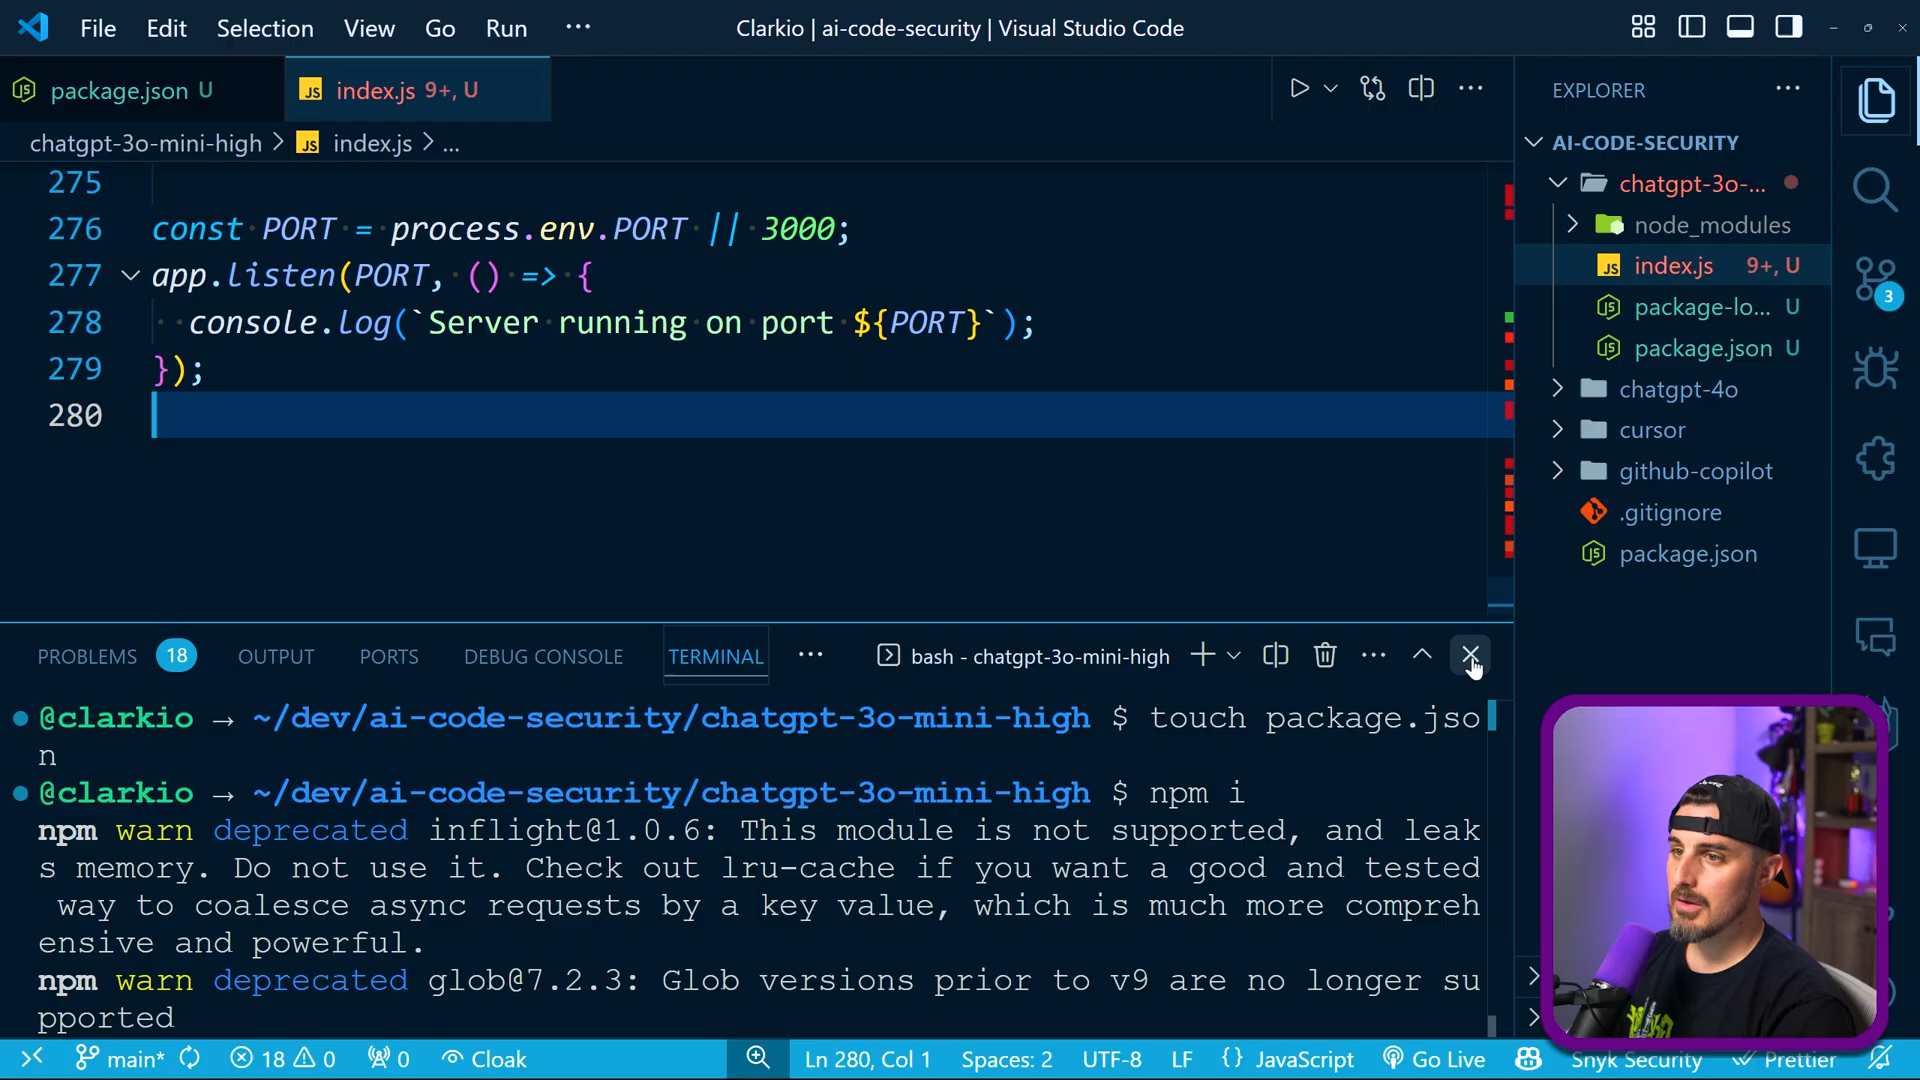 File Edit Selection View Go Run ···
Clarkio | ai-code-security | Visual Studio Code
package.json U
index.js 9+, U
chatgpt-3o-mini-high > index.js > ...
275
276 const PORT = process.env.PORT || 3000;
277 app.listen(PORT, () => {
278 console.log(`Server running on port ${PORT}`);
279 });
280
EXPLORER
AI-CODE-SECURITY
chatgpt-3o-...
node_modules
index.js 9+, U
package-lo... U
package.json U
chatgpt-4o
cursor
github-copilot
.gitignore
package.json
3
PROBLEMS 18 OUTPUT PORTS DEBUG CONSOLE TERMINAL ··· bash - chatgpt-3o-mini-high
@clarkio → ~/dev/ai-code-security/chatgpt-3o-mini-high $ touch package.jso
n
@clarkio → ~/dev/ai-code-security/chatgpt-3o-mini-high $ npm i
npm warn deprecated inflight@1.0.6: This module is not supported, and leak
s memory. Do not use it. Check out lru-cache if you want a good and tested
way to coalesce async requests by a key value, which is much more compreh
ensive and powerful.
npm warn deprecated glob@7.2.3: Glob versions prior to v9 are no longer su
pported
main* 18 0 0 Cloak Ln 280, Col 1 Spaces: 2 UTF-8 LF {} JavaScript Go Live Snyk Security Prettier